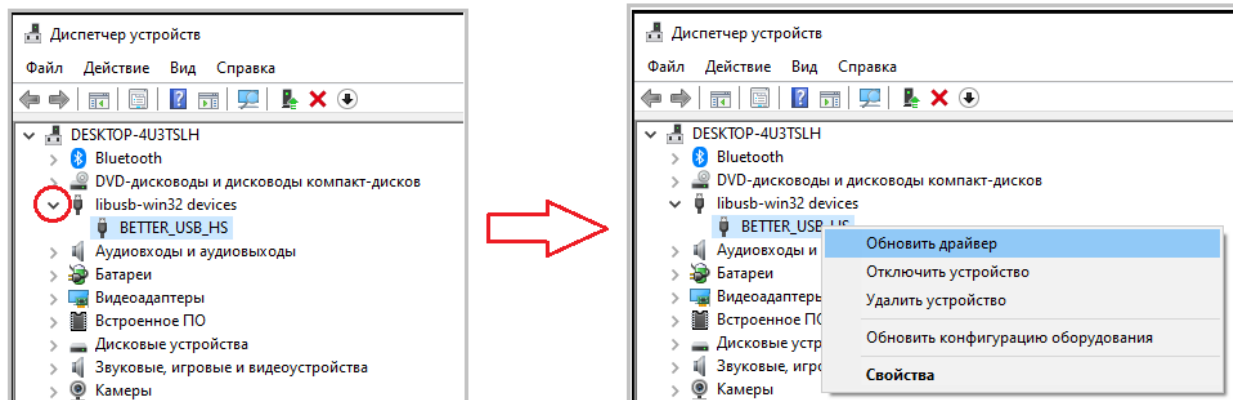 Диспетчер устройств
Файл Действие Вид Справка
DESKTOP-4U3TSLH
Bluetooth
DVD-дисководы и дисководы компакт-дисков
libusb-win32 devices
BETTER_USB_HS
Аудиовходы и аудиовыходы
Батареи
Видеоадаптеры
Встроенное ПО
Дисковые устройства
Звуковые, игровые и видеоустройства
Камеры
Диспетчер устройств
Файл Действие Вид Справка
DESKTOP-4U3TSLH
Bluetooth
DVD-дисководы и дисководы компакт-дисков
libusb-win32 devices
BETTER_USB_HS
Аудиовходы и
Батареи
Видеоадаптеры
Встроенное ПО
Дисковые устр
Звуковые, игро
Камеры
Обновить драйвер
Отключить устройство
Удалить устройство
Обновить конфигурацию оборудования
Свойства